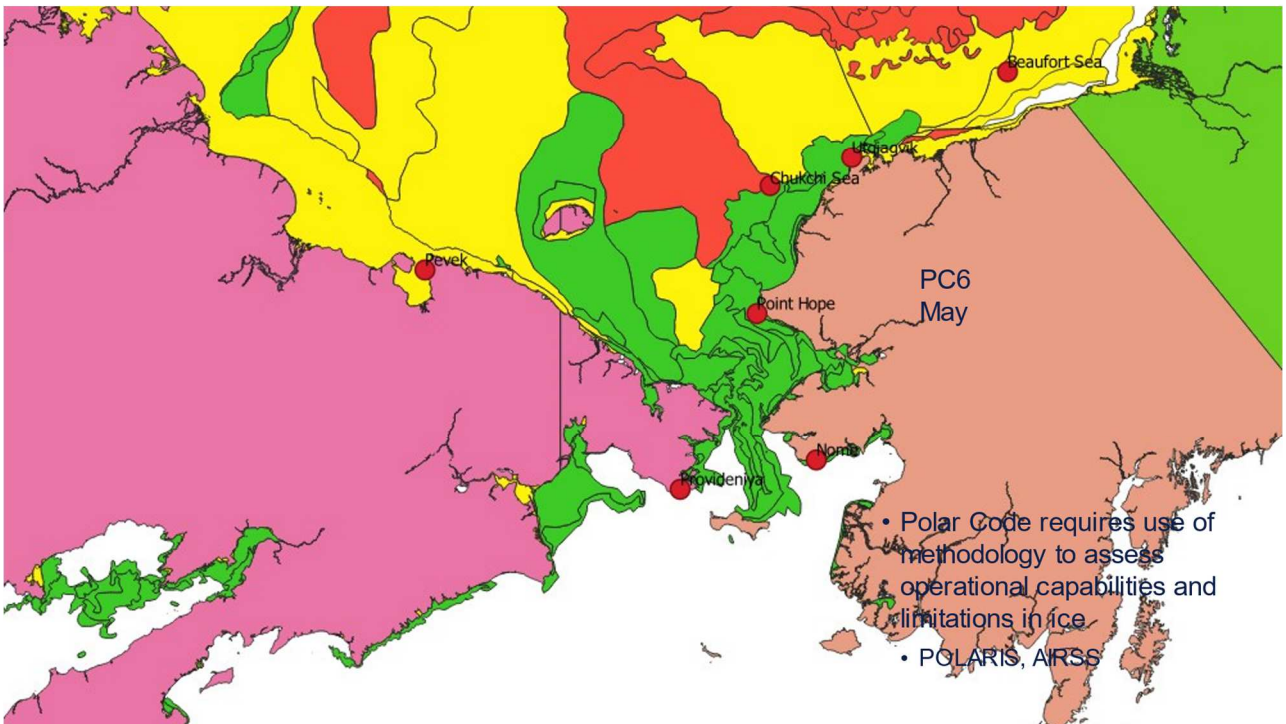 Beaufort Sea
Utqiagvik
Chukchi Sea
Pevek
PC6
May
Point Hope
Nome
Provideniya
• Polar Code requires use of
methodology to assess
operational capabilities and
limitations in ice
• POLARIS, AIRSS